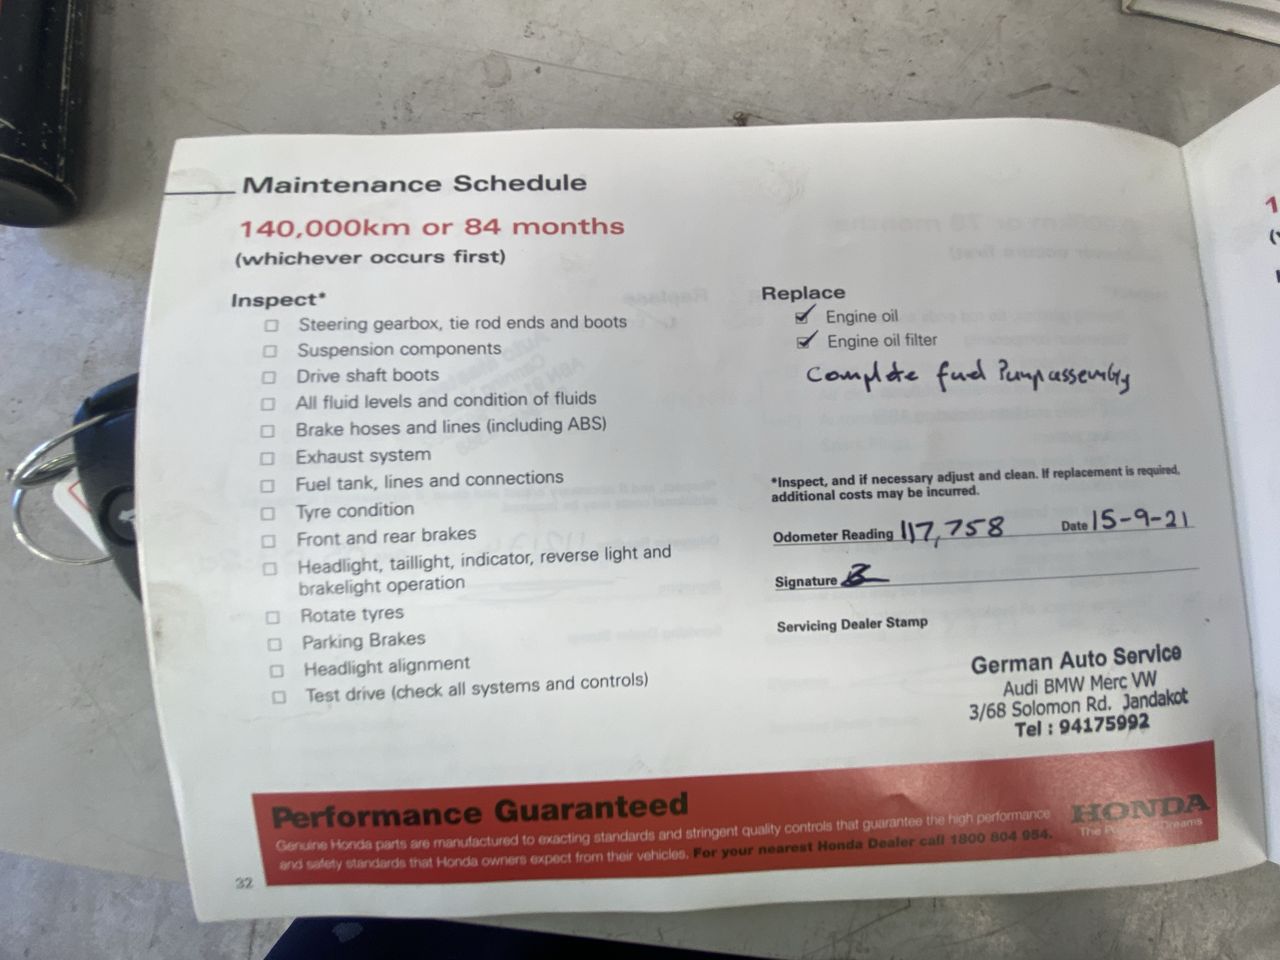 Maintenance Schedule
140,000km or 84 months
(whichever occurs first)
Inspect*
Steering gearbox, tie rod ends and boots
Suspension components
Drive shaft boots
All fluid levels and condition of fluids
Brake hoses and lines (including ABS)
Exhaust system
Fuel tank, lines and connections
Tyre condition
Front and rear brakes
Headlight, taillight, indicator, reverse light and
brakelight operation
Rotate tyres
Parking Brakes
Headlight alignment
Test drive (check all systems and controls)
Replace
Engine oil
Engine oil filter
Complete fuel Pump assembly
*Inspect, and if necessary adjust and clean. If replacement is required,
additional costs may be incurred.
Odometer Reading 117,758 Date 15-9-21
Signature
Servicing Dealer Stamp
German Auto Service
Audi BMW Merc VW
3/68 Solomon Rd. Jandakot
Tel : 94175992
Performance Guaranteed
Genuine Honda parts are manufactured to exacting standards and stringent quality controls that guarantee the high performance
and safety standards that Honda owners expect from their vehicles. For your nearest Honda Dealer call 1800 804 954.
HONDA
The Power of Dreams
32